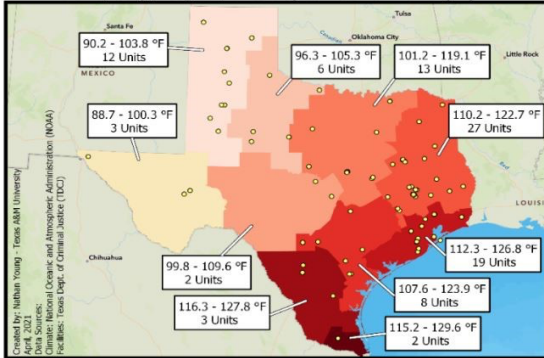 Santa Fe
Tulsa
Canadian
Oklahoma City
90.2 - 103.8 °F
12 Units
96.3 - 105.3 °F
6 Units
101.2 - 119.1 °F
13 Units
Little Rock
MEXICO
88.7 - 100.3 °F
3 Units
110.2 - 122.7 °F
27 Units
Red
LOUISI
Chihuahua
99.8 - 109.6 °F
2 Units
112.3 - 126.8 °F
19 Units
116.3 - 127.8 °F
3 Units
107.6 - 123.9 °F
8 Units
115.2 - 129.6 °F
2 Units
Created by: Nathan Young - Texas A&M University
April, 2021
Data Sources:
Climate: National Oceanic and Atmospheric Administration (NOAA)
Facilities: Texas Dept. of Criminal Justice (TDCJ)